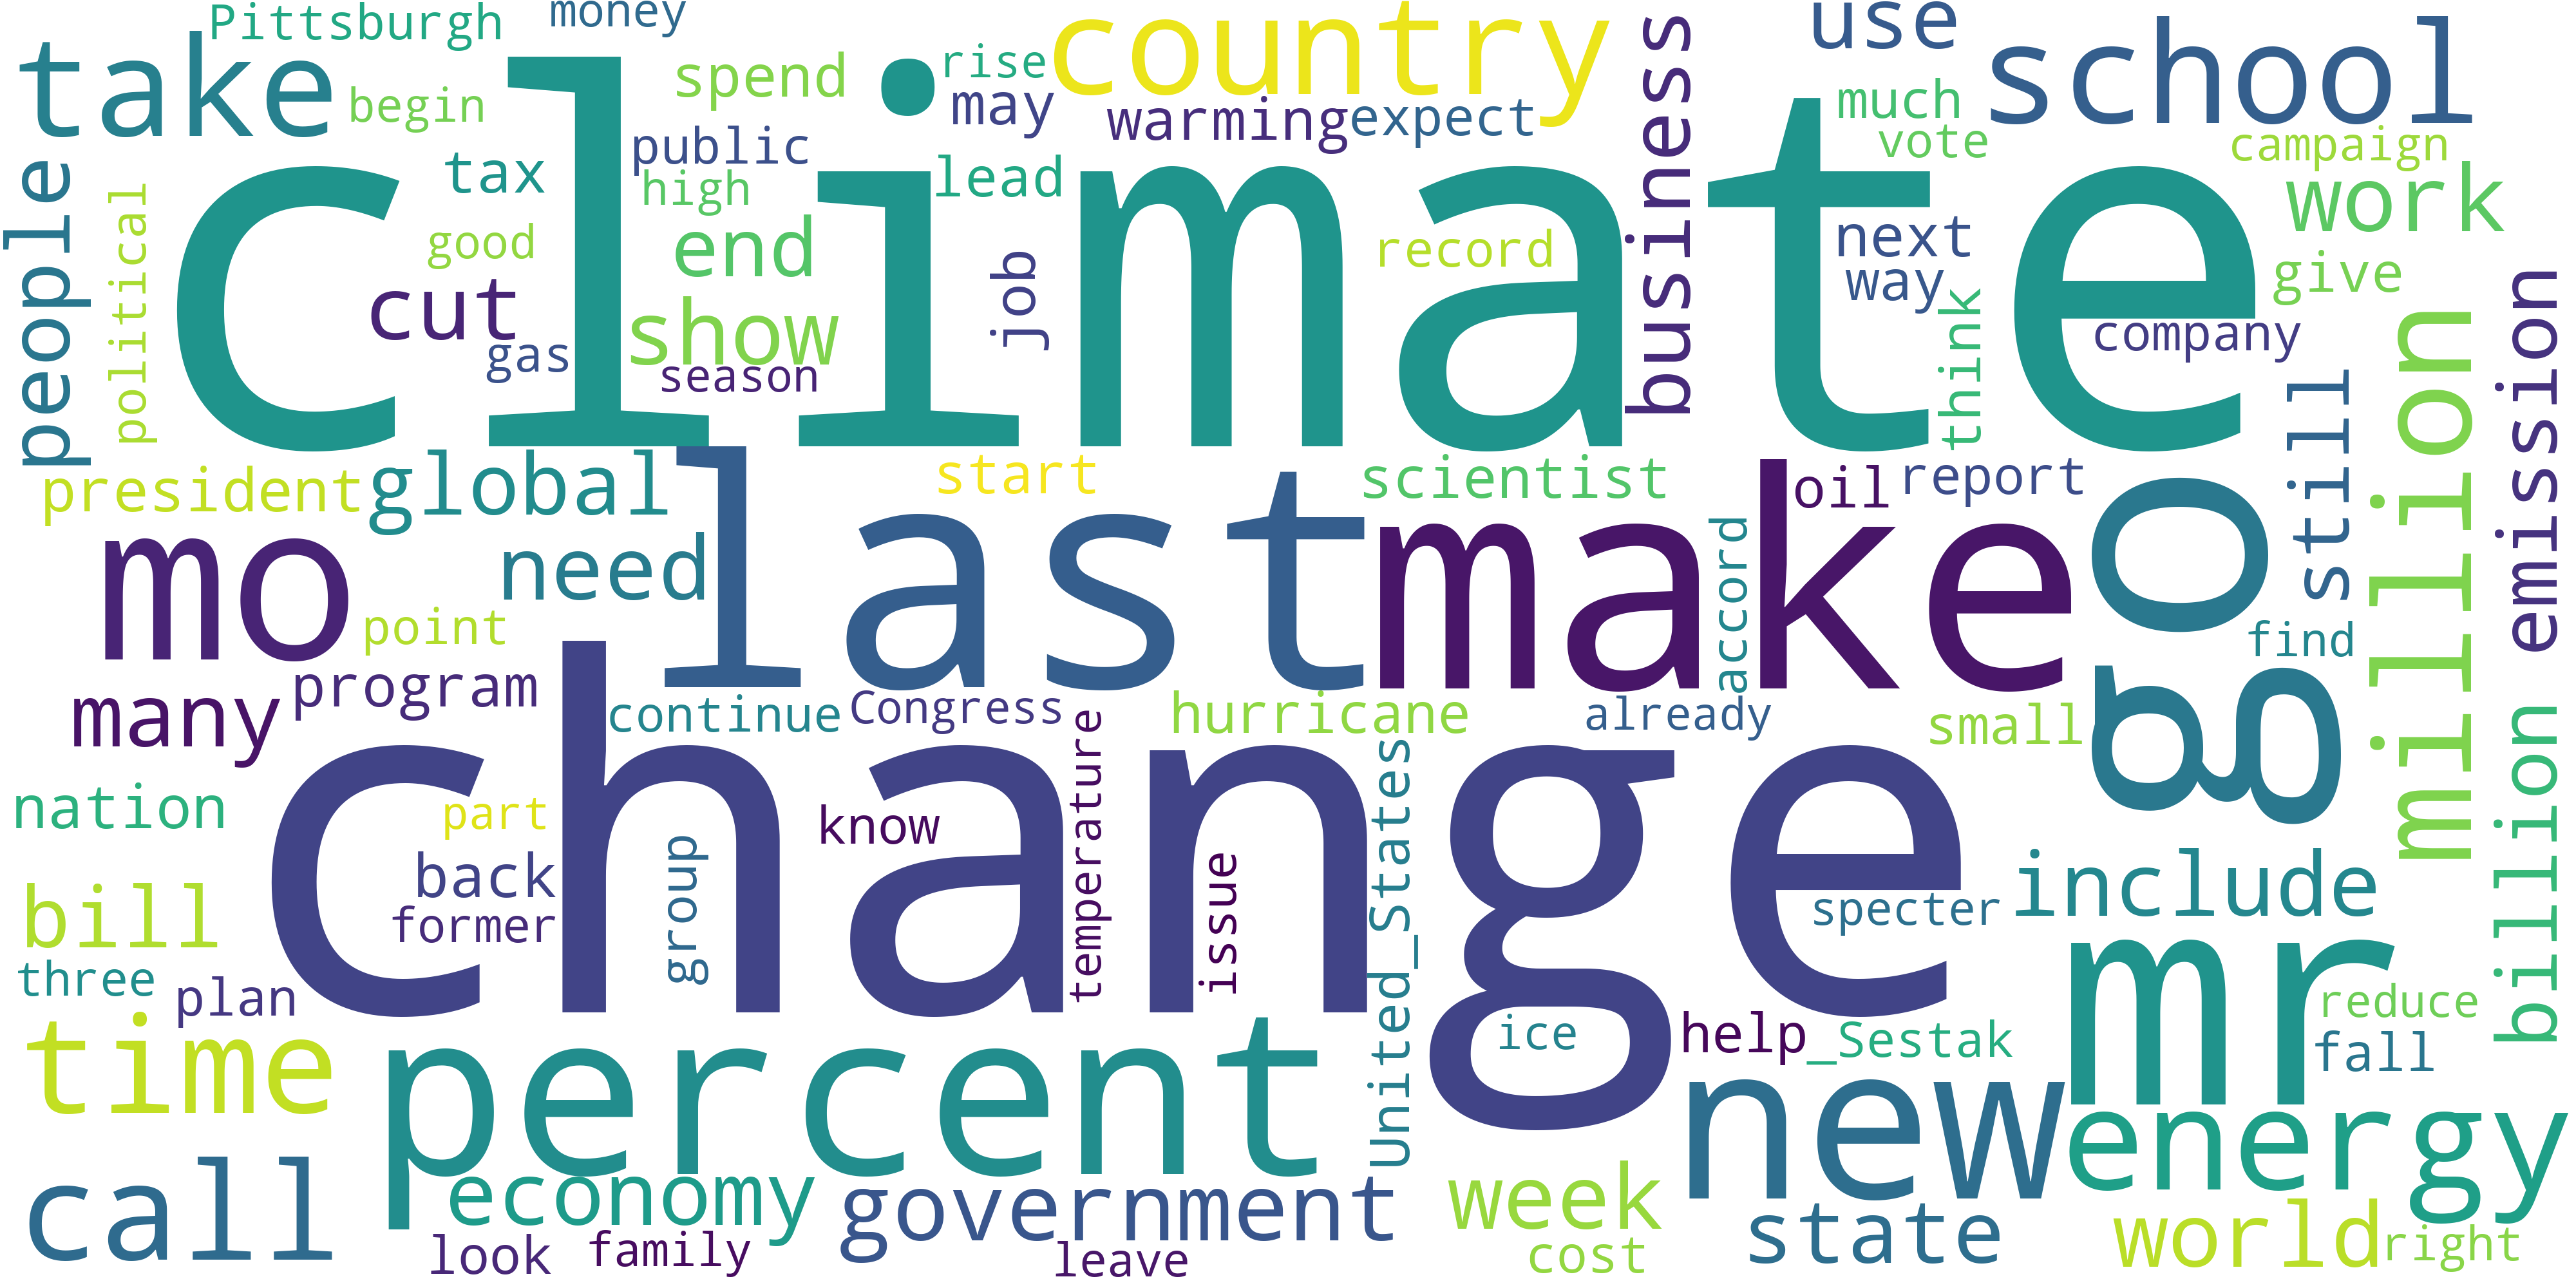 Pittsburgh
money
country
use
take
climate
rise
school
spend
begin
may
business
much
public
warming
expect
vote
campaign
people
tax
high
lead
work
political
good
end
record
next
give
cut
job
way
show
think
company
million
emission
gas
season
still
president
global
last
start
scientist
make
oil
report
go
mo
need
accord
point
find
many
program
change
continue
Congress
hurricane
already
small
temperature
United_States
nation
part
know
billion
bill
back
group
issue
include
former
specter
mr
three
plan
reduce
time
percent
ice
help
_Sestak
fall
new
energy
call
economy
government
week
state
world
look
family
leave
cost
right